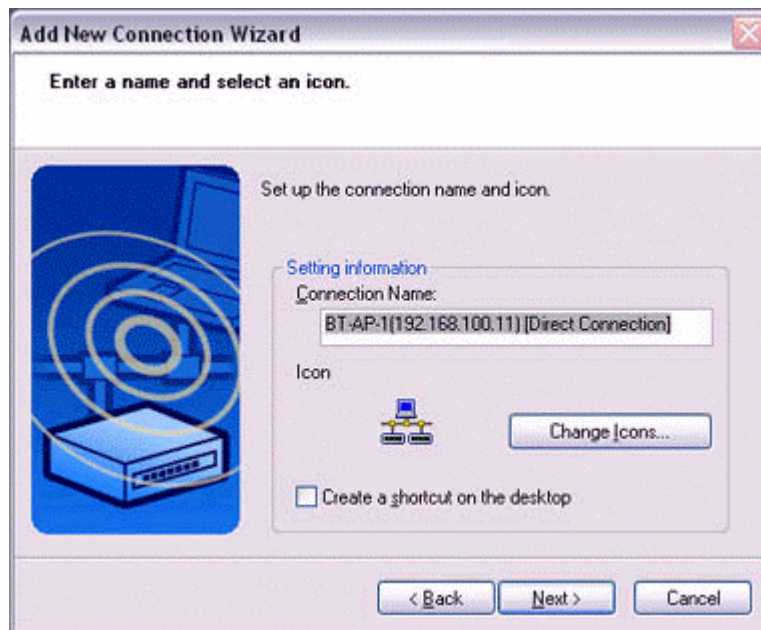 Add New Connection Wizard
Enter a name and select an icon.
Set up the connection name and icon.
Setting information
Connection Name:
BT-AP-1(192.168.100.11) [Direct Connection]
Icon
Change Icons...
Create a shortcut on the desktop
< Back
Next >
Cancel